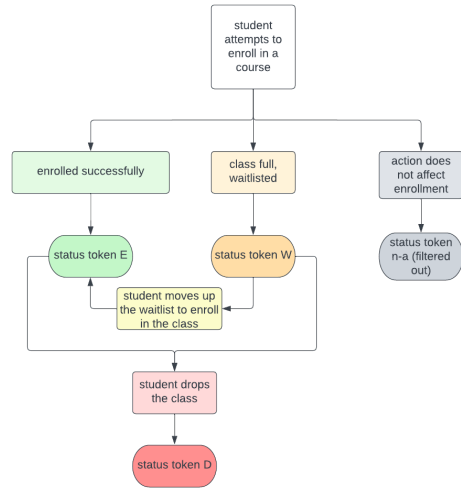 student
attempts to
enroll in a
course
enrolled successfully
class full,
waitlisted
action does
not affect
enrollment
status token E
status token W
status token
n-a (filtered
out)
student moves up
the waitlist to enroll
in the class
student drops
the class
status token D